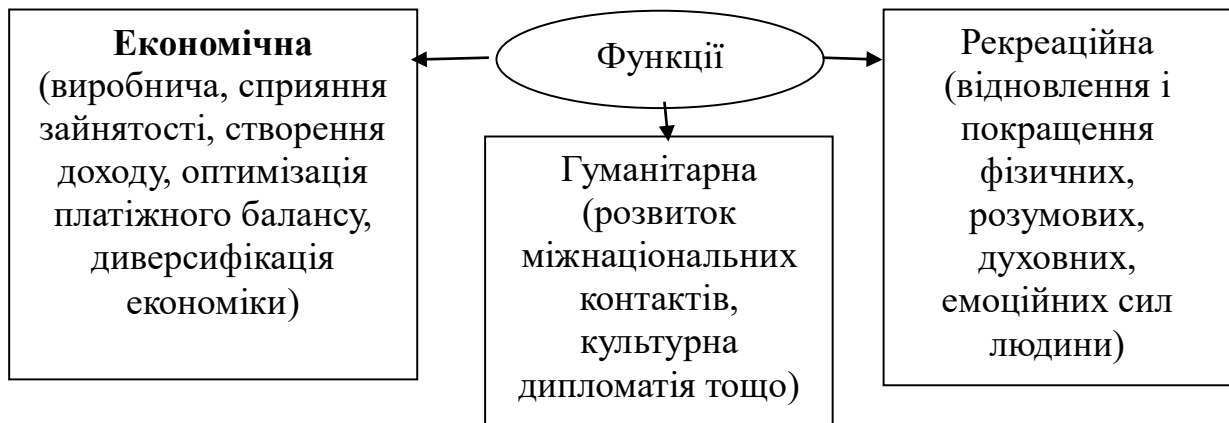 Функції
Економічна
(виробнича, сприяння
зайнятості, створення
доходу, оптимізація
платіжного балансу,
диверсифікація
економіки)
Гуманітарна
(розвиток
міжнаціональних
контактів,
культурна
дипломатія тощо)
Рекреаційна
(відновлення і
покращення
фізичних,
розумових,
духовних,
емоційних сил
людини)